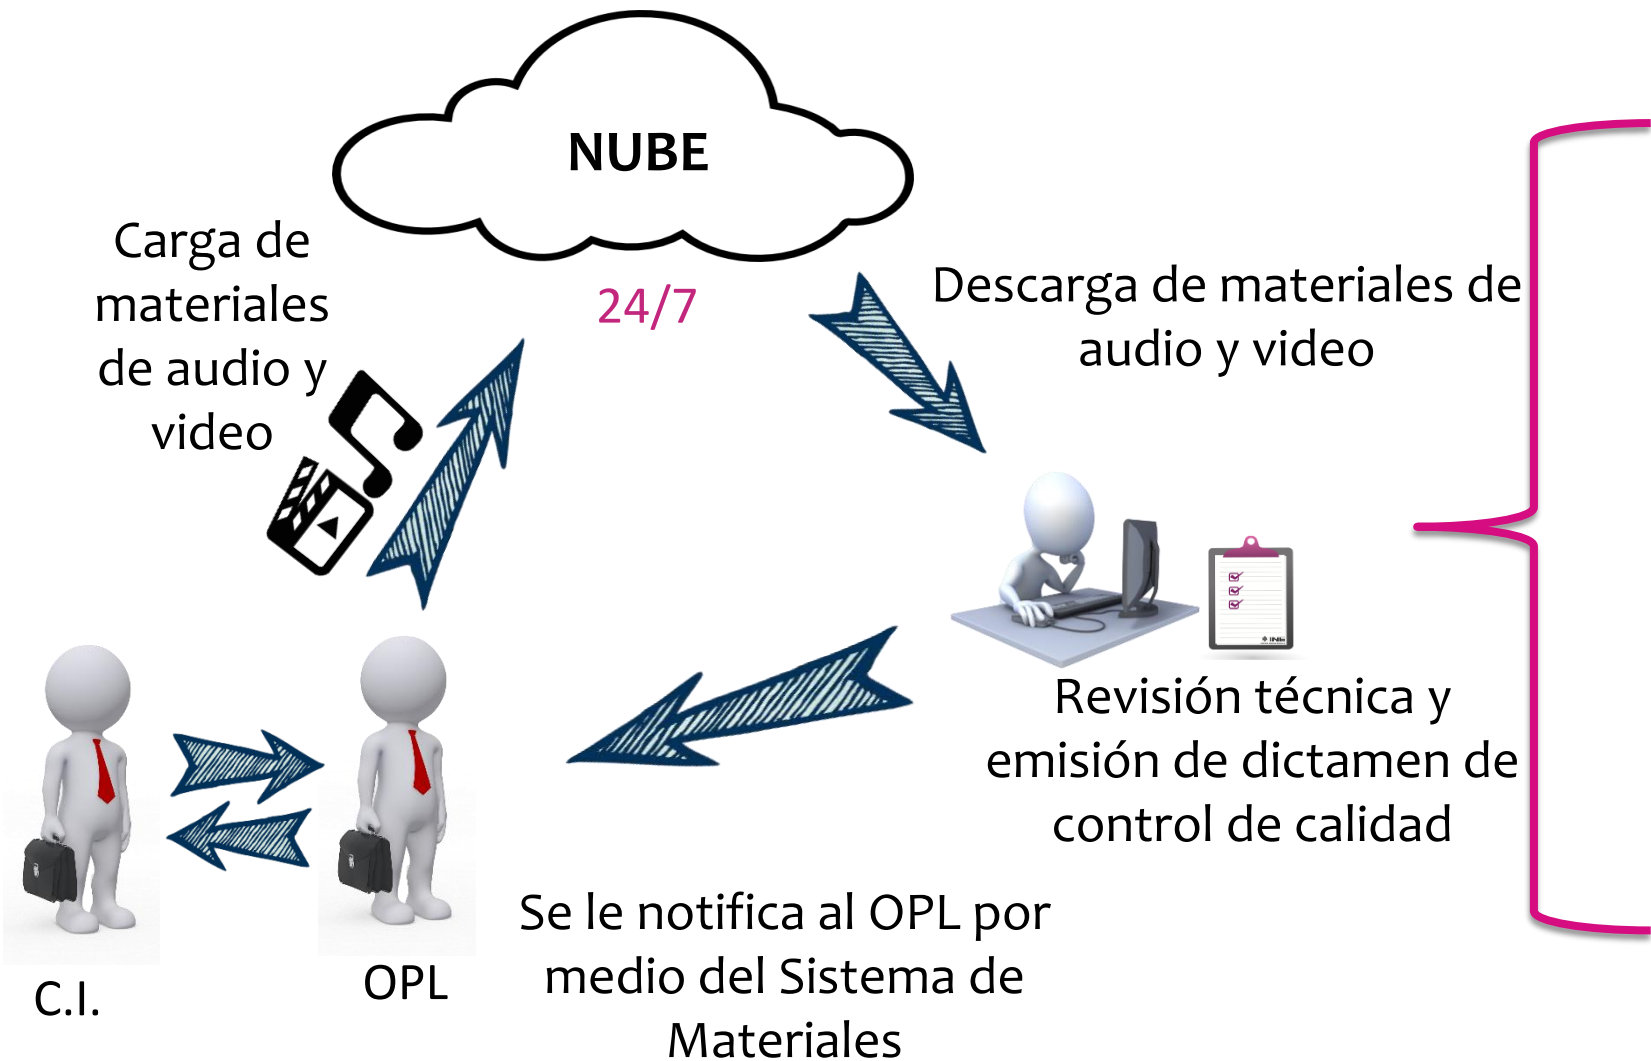 NUBE
24/7
Carga de
materiales
de audio y
video
Descarga de materiales de
audio y video
INE
Revisión técnica y
emisión de dictamen de
control de calidad
Se le notifica al OPL por
medio del Sistema de
Materiales
OPL
C.I.